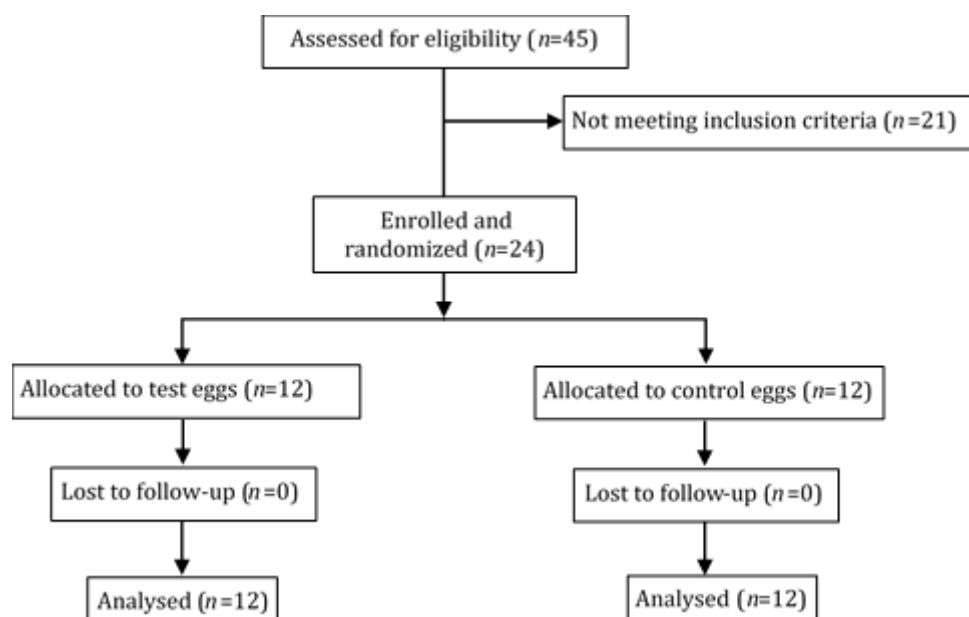 Assessed for eligibility (n=45)
Not meeting inclusion criteria (n=21)
Enrolled and
randomized (n=24)
Allocated to test eggs (n=12)
Allocated to control eggs (n=12)
Lost to follow-up (n=0)
Lost to follow-up (n=0)
Analysed (n=12)
Analysed (n=12)